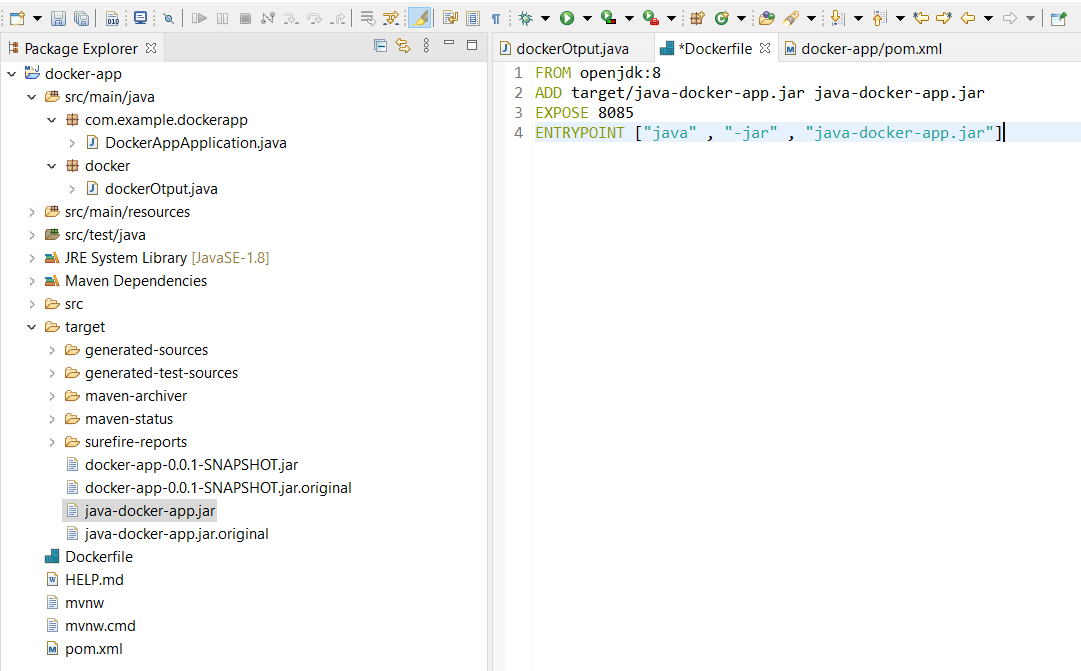 Package Explorer
docker-app
src/main/java
com.example.dockerapp
DockerAppApplication.java
docker
dockerOtput.java
src/main/resources
src/test/java
JRE System Library [JavaSE-1.8]
Maven Dependencies
src
target
generated-sources
generated-test-sources
maven-archiver
maven-status
surefire-reports
docker-app-0.0.1-SNAPSHOT.jar
docker-app-0.0.1-SNAPSHOT.jar.original
java-docker-app.jar
java-docker-app.jar.original
Dockerfile
HELP.md
mvnw
mvnw.cmd
pom.xml
dockerOtput.java *Dockerfile docker-app/pom.xml
1 FROM openjdk:8
2 ADD target/java-docker-app.jar java-docker-app.jar
3 EXPOSE 8085
4 ENTRYPOINT ["java" , "-jar" , "java-docker-app.jar"]